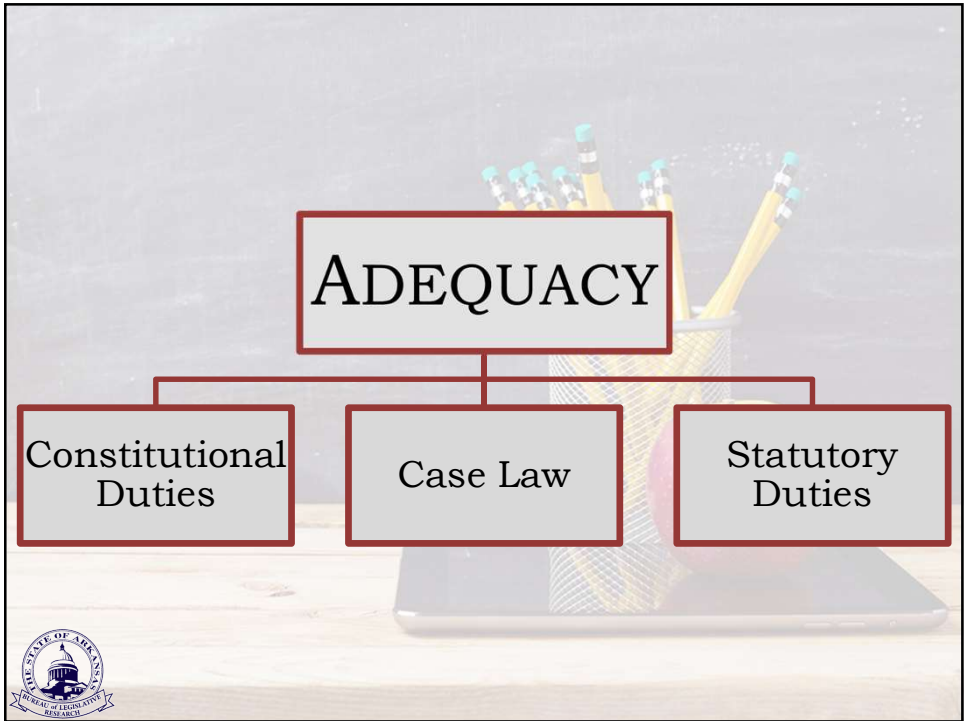 ADEQUACY
Constitutional
Duties
Case Law
Statutory
Duties
THE STATE OF ARKANSAS
BUREAU of LEGISLATIVE
RESEARCH